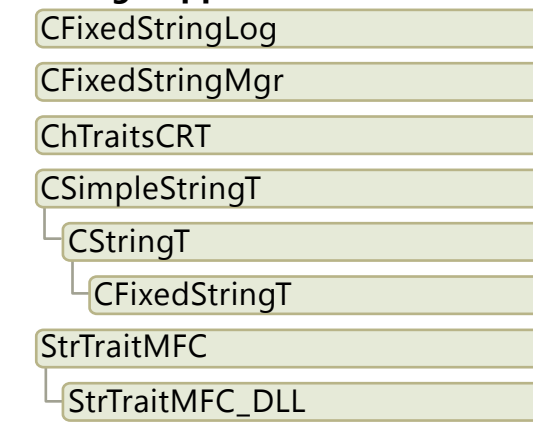 CFixedStringLog
CFixedStringMgr
ChTraitsCRT
CSimpleStringT
CStringT
CFixedStringT
StrTraitMFC
StrTraitMFC_DLL